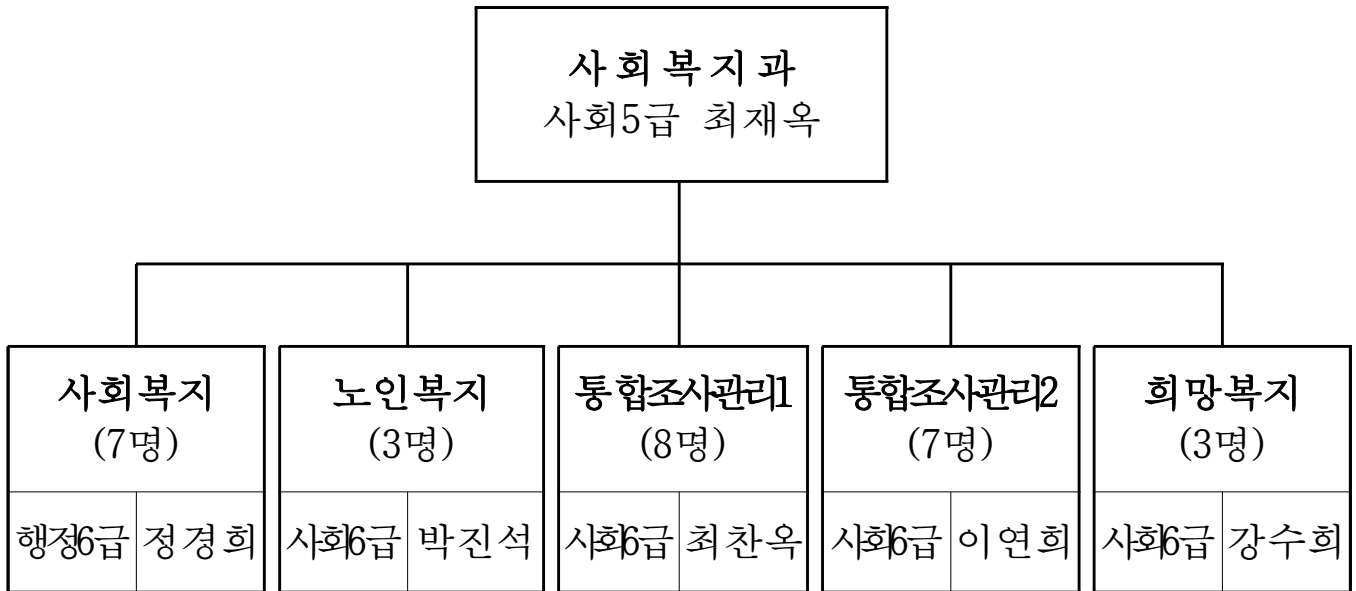 사회복지과
사회5급 최재옥
사회복지 노인복지 통합조사관리1 통합조사관리2 희망복지
(7명) (3명) (8명) (7명) (3명)
행정6급 정경희 사회6급 박진석 사회6급 최찬옥 사회6급 이연희 사회6급 강수희